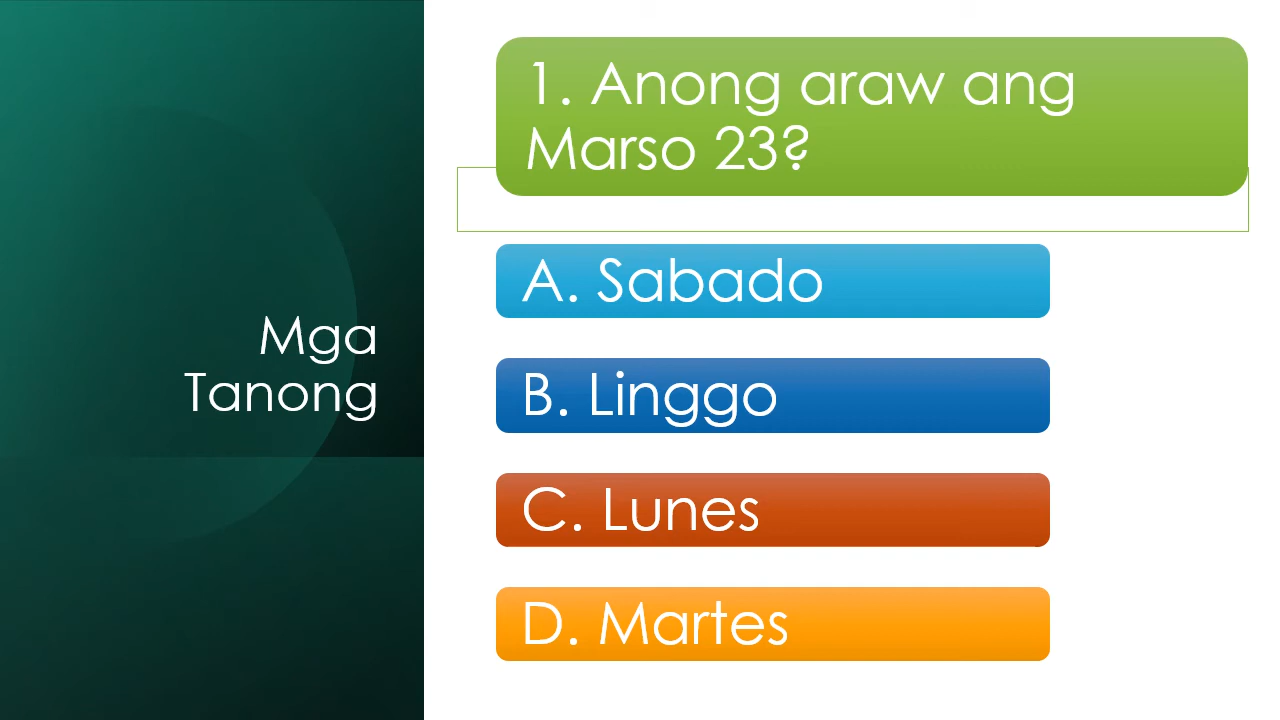 Mga
Tanong
1. Anong araw ang
Marso 23?
A. Sabado
B. Linggo
C. Lunes
D. Martes